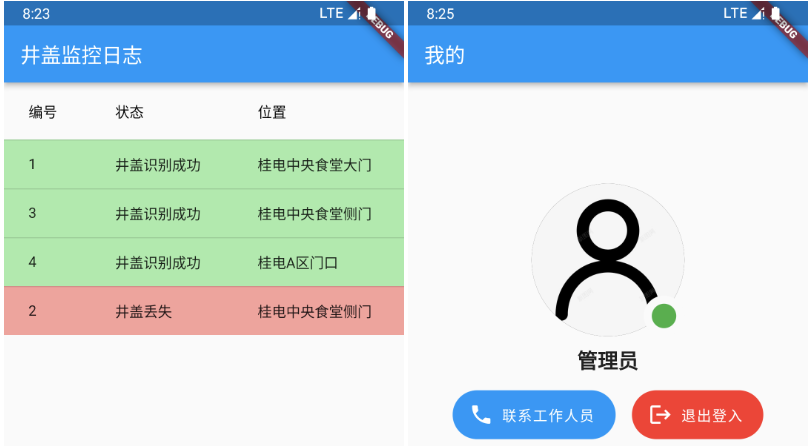 8:23 LTE
DEBUG
井盖监控日志
编号 状态 位置
1 井盖识别成功 桂电中央食堂大门
3 井盖识别成功 桂电中央食堂侧门
4 井盖识别成功 桂电A区门口
2 井盖丢失 桂电中央食堂侧门
8:25 LTE
我的
管理员
联系工作人员 退出登入